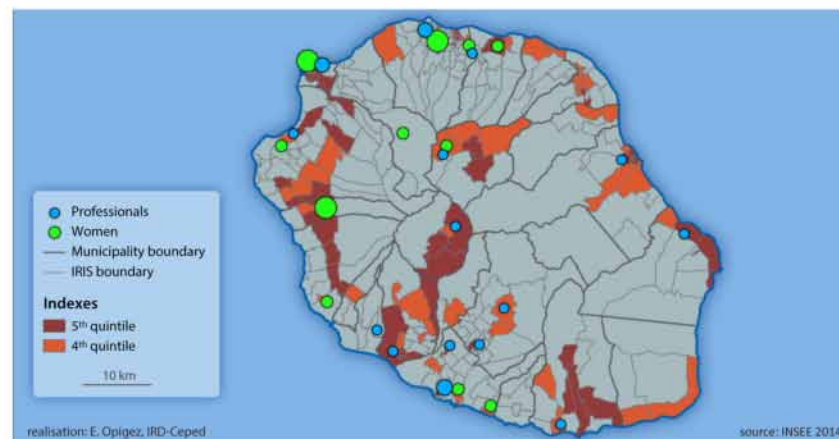 Professionals
Women
Municipality boundary
IRIS boundary
Indexes
5th quintile
4th quintile
10 km
realisation: E. Opigez, IRD-Ceped
source: INSEE 2014